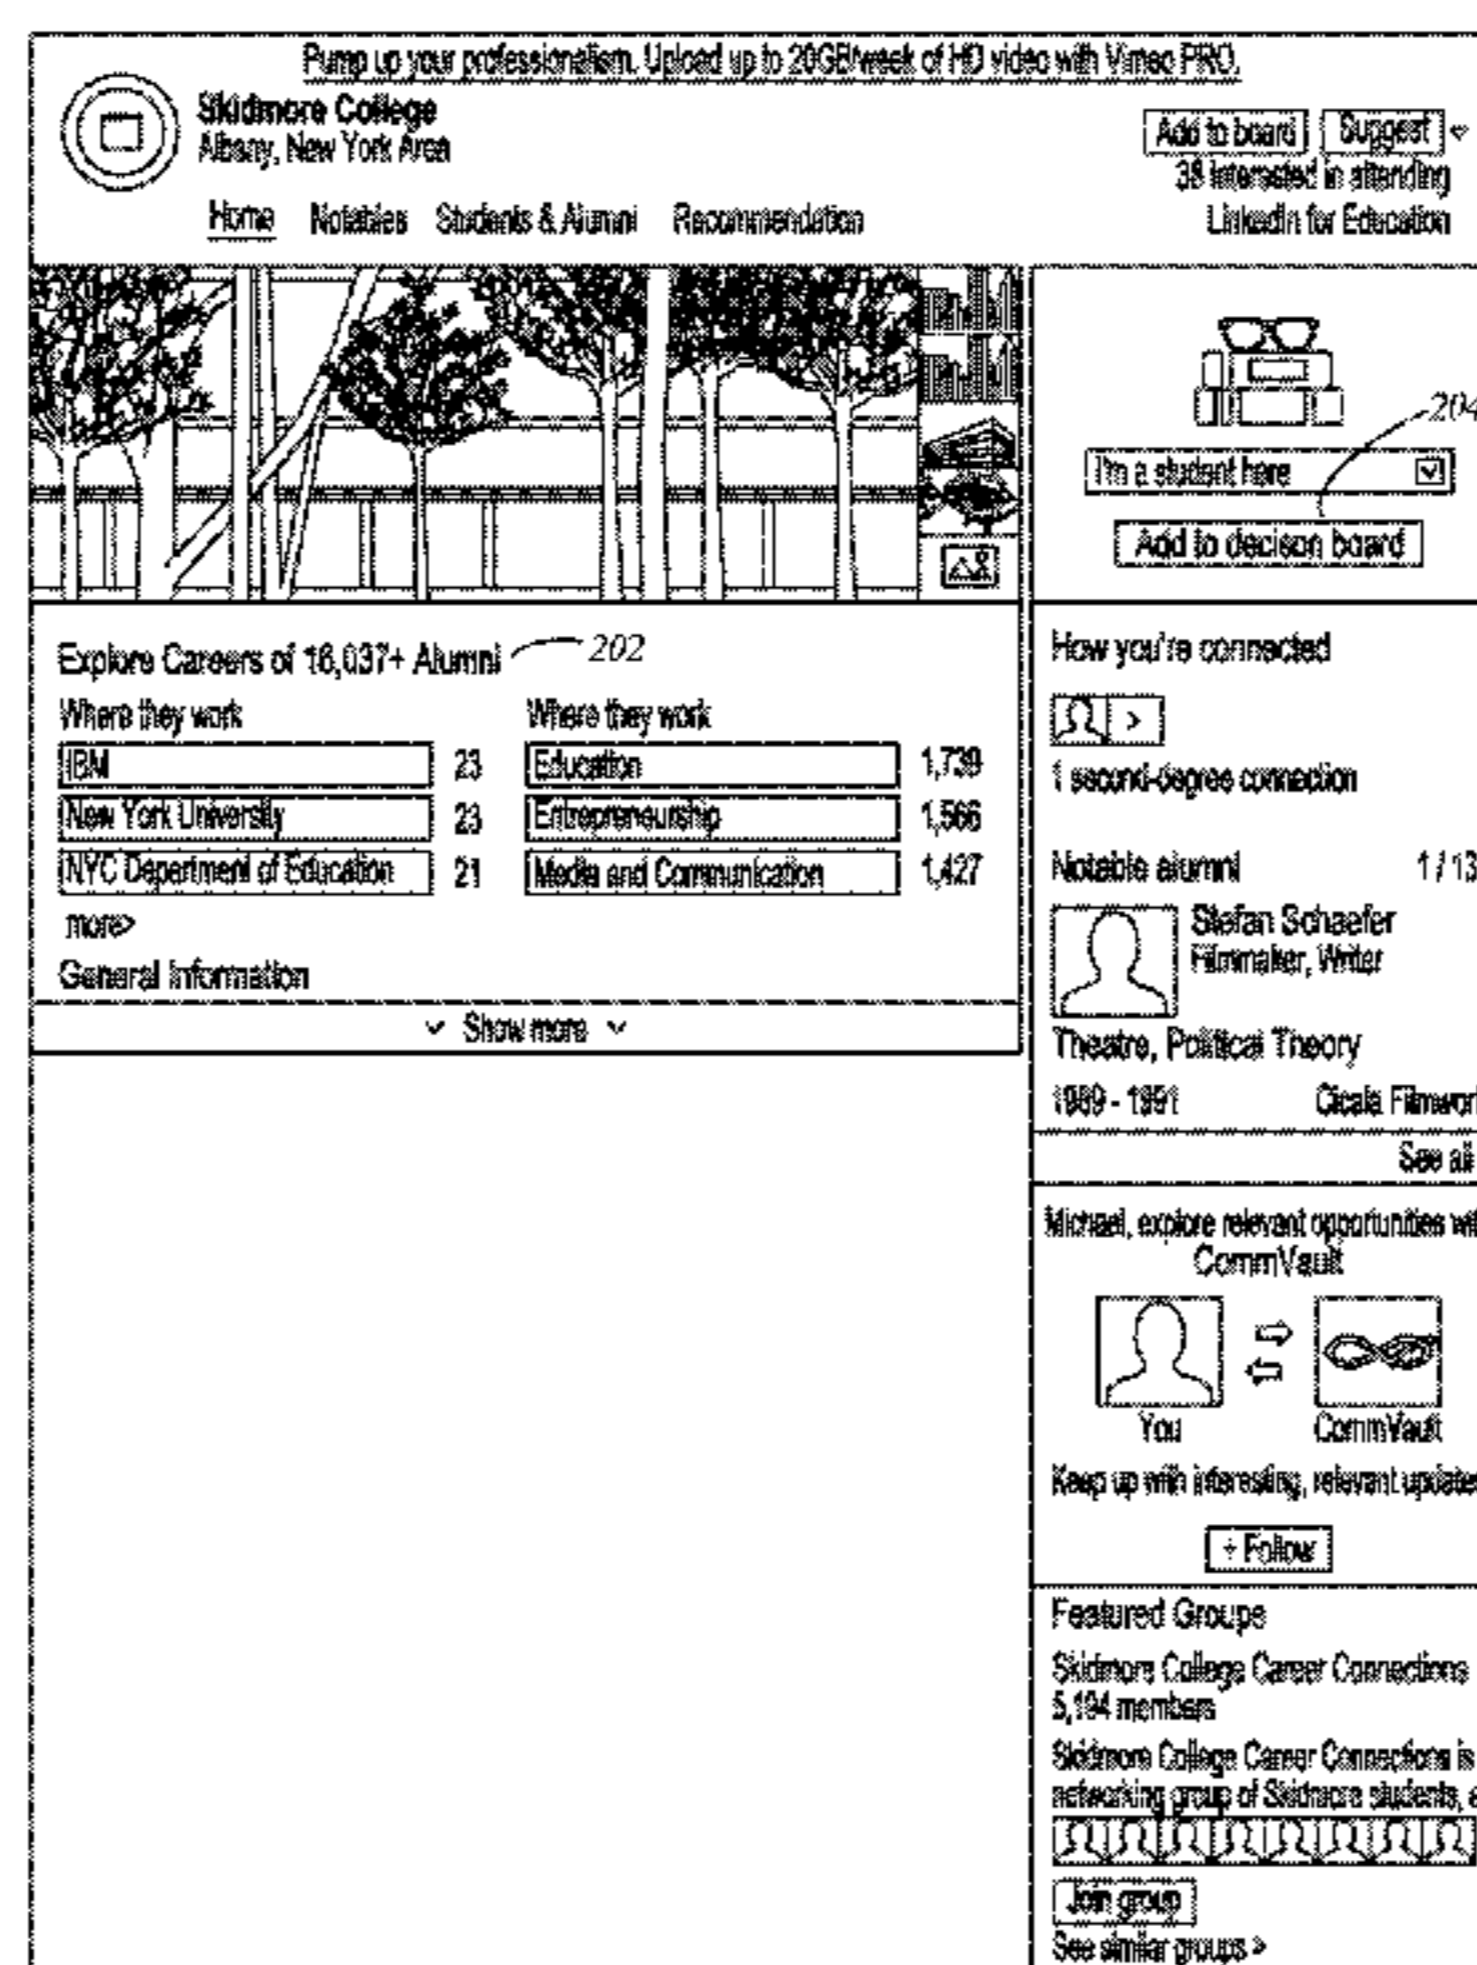 Pump up your professionalism. Upload up to 20GB/week of HD video with Vimeo PRO.
Skidmore College
Albany, New York Area
Add to board Suggest
38 interested in attending
LinkedIn for Education
Home Notables Students & Alumni Recommendation
204
I'm a student here
Add to decison board
Explore Careers of 16,037+ Alumni 202
Where they work Where they work
IBM 23 Education 1,739
New York University 23 Entrepreneurship 1,566
NYC Department of Education 21 Media and Communication 1,427
more>
General Information
Show more
How you're connected
>
1 second-degree connection
Notable alumni 1/13
Stefan Schaefer
Filmmaker, Writer
Theatre, Political Theory
1989 - 1991 Cicala Filmwor
See all
Michael, explore relevant opportunities wit
CommVault
You CommVault
Keep up with interesting, relevant updates
+ Follow
Featured Groups
Skidmore College Career Connections
5,194 members
Skidmore College Career Connections is
networking group of Skidmore students, a
Join group
See similar groups »